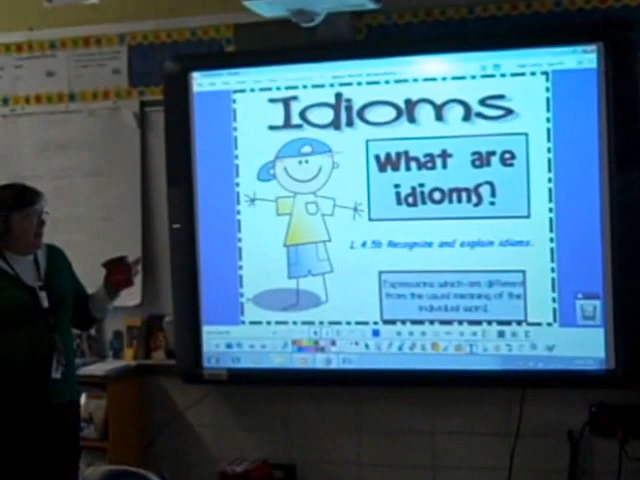 Idioms
What are
idioms?
L.4.5b Recognize and explain idioms.
Expressions which are different
from the usual meaning of the
individual word.